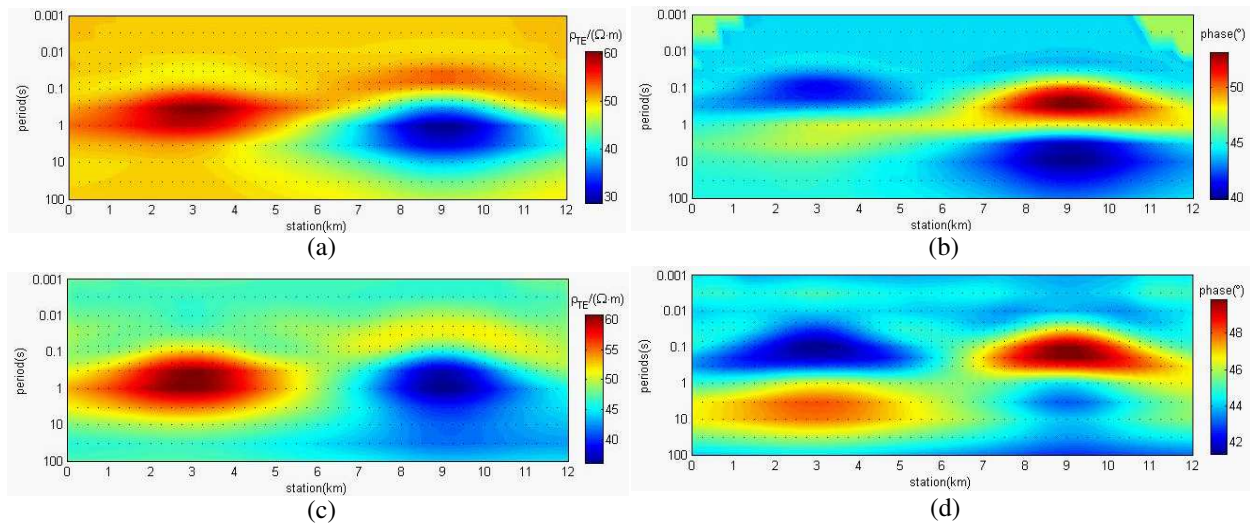 0.001
0.01
0.1
1
10
100
period(s)
0 1 2 3 4 5 6 7 8 9 10 11 12
station(km)
ρTE/(Ω·m)
60
50
40
30
(a)
0.001
0.01
0.1
1
10
100
period(s)
0 1 2 3 4 5 6 7 8 9 10 11 12
station(km)
phase(°)
50
45
40
(b)
0.001
0.01
0.1
1
10
100
period(s)
0 1 2 3 4 5 6 7 8 9 10 11 12
station(km)
ρTE/(Ω·m)
60
55
50
45
40
(c)
0.001
0.01
0.1
1
10
100
periods(s)
0 1 2 3 4 5 6 7 8 9 10 11 12
station(km)
phase(°)
48
46
44
42
(d)